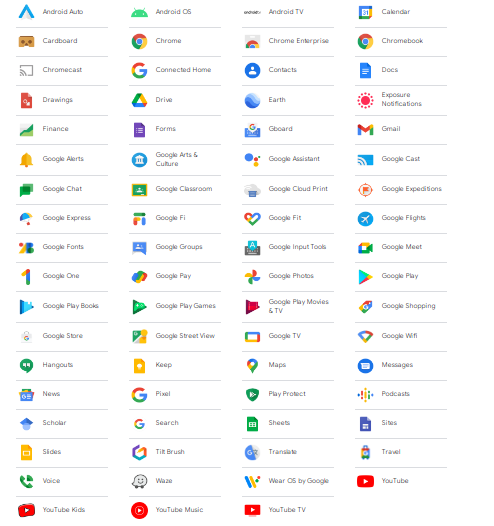 Android Auto
Android OS
Android TV
Calendar
Cardboard
Chrome
Chrome Enterprise
Chromebook
Chromecast
Connected Home
Contacts
Docs
Drawings
Drive
Earth
Exposure
Notifications
Finance
Forms
Gboard
Gmail
Google Alerts
Google Arts &
Culture
Google Assistant
Google Cast
Google Chat
Google Classroom
Google Cloud Print
Google Expeditions
Google Express
Google Fi
Google Fit
Google Flights
Google Fonts
Google Groups
Google Input Tools
Google Meet
Google One
Google Pay
Google Photos
Google Play
Google Play Books
Google Play Games
Google Play Movies
& TV
Google Shopping
Google Store
Google Street View
Google TV
Google Wifi
Hangouts
Keep
Maps
Messages
News
Pixel
Play Protect
Podcasts
Scholar
Search
Sheets
Sites
Slides
Tilt Brush
Translate
Travel
Voice
Waze
Wear OS by Google
YouTube
YouTube Kids
YouTube Music
YouTube TV